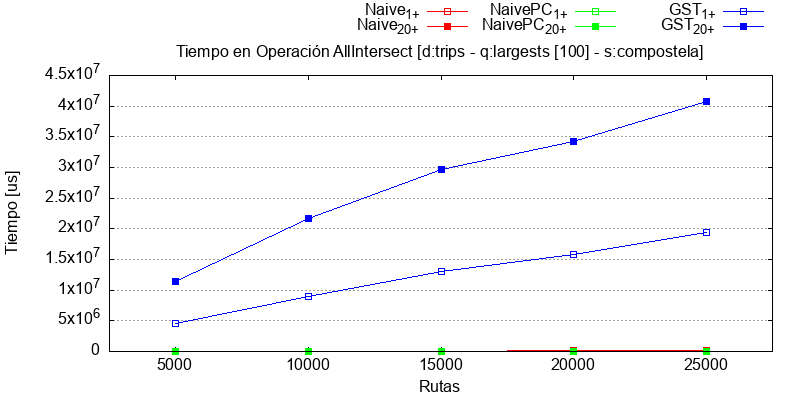 Naive1+ NaivePC1+ GST1+
Naive20+ NaivePC20+ GST20+
Tiempo en Operación AllIntersect [d:trips - q:largests [100] - s:compostela]
4.5x10^7
4x10^7
3.5x10^7
3x10^7
2.5x10^7
2x10^7
1.5x10^7
1x10^7
5x10^6
0
Tiempo [us]
5000 10000 15000 20000 25000
Rutas